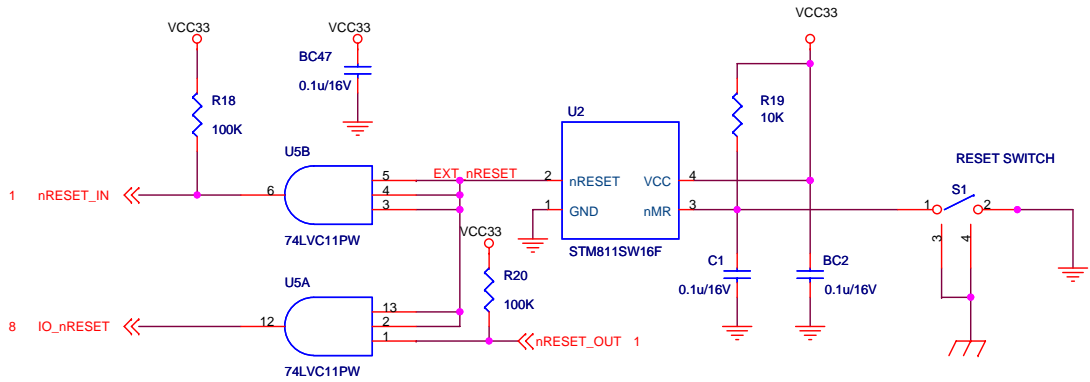 VCC33
VCC33
VCC33
BC47
0.1u/16V
R18
100K
R19
10K
U2
U5B
5
EXT_nRESET
2
nRESET
VCC
4
RESET SWITCH
1
nRESET_IN
6
4
3
1
GND
nMR
3
S1
1
2
74LVC11PW
VCC33
STM811SW16F
3
4
C1
0.1u/16V
BC2
0.1u/16V
U5A
R20
100K
13
8
IO_nRESET
12
2
1
nRESET_OUT
1
74LVC11PW